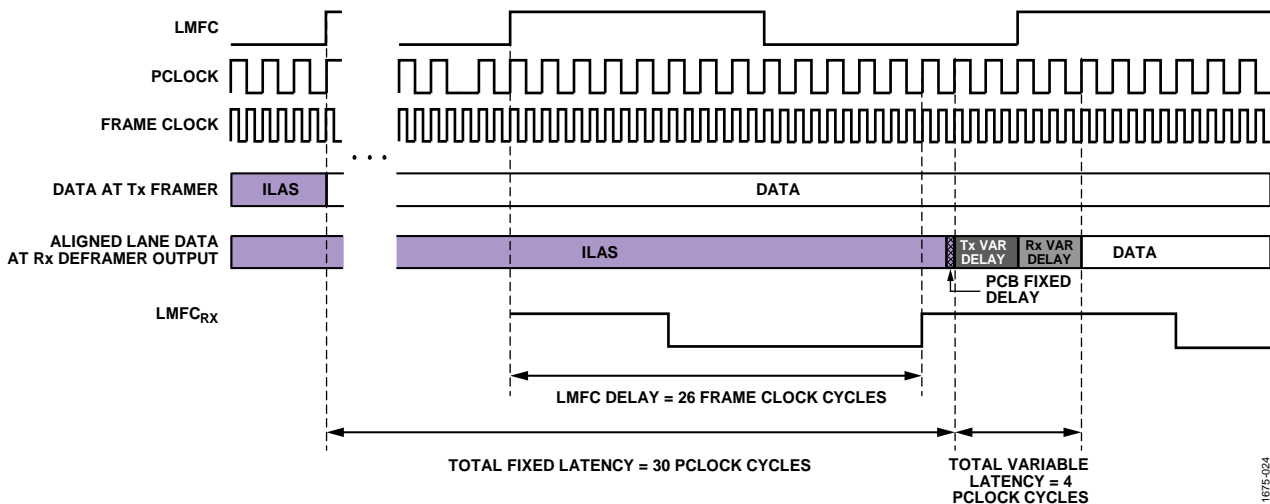 LMFC
PCLOCK
FRAME CLOCK
DATA AT Tx FRAMER
ILAS
DATA
ALIGNED LANE DATA
AT Rx DEFRAMER OUTPUT
ILAS
Tx VAR
DELAY
Rx VAR
DELAY
DATA
PCB FIXED
DELAY
LMFCRX
LMFC DELAY = 26 FRAME CLOCK CYCLES
TOTAL FIXED LATENCY = 30 PCLOCK CYCLES
TOTAL VARIABLE
LATENCY = 4
PCLOCK CYCLES
1675-024